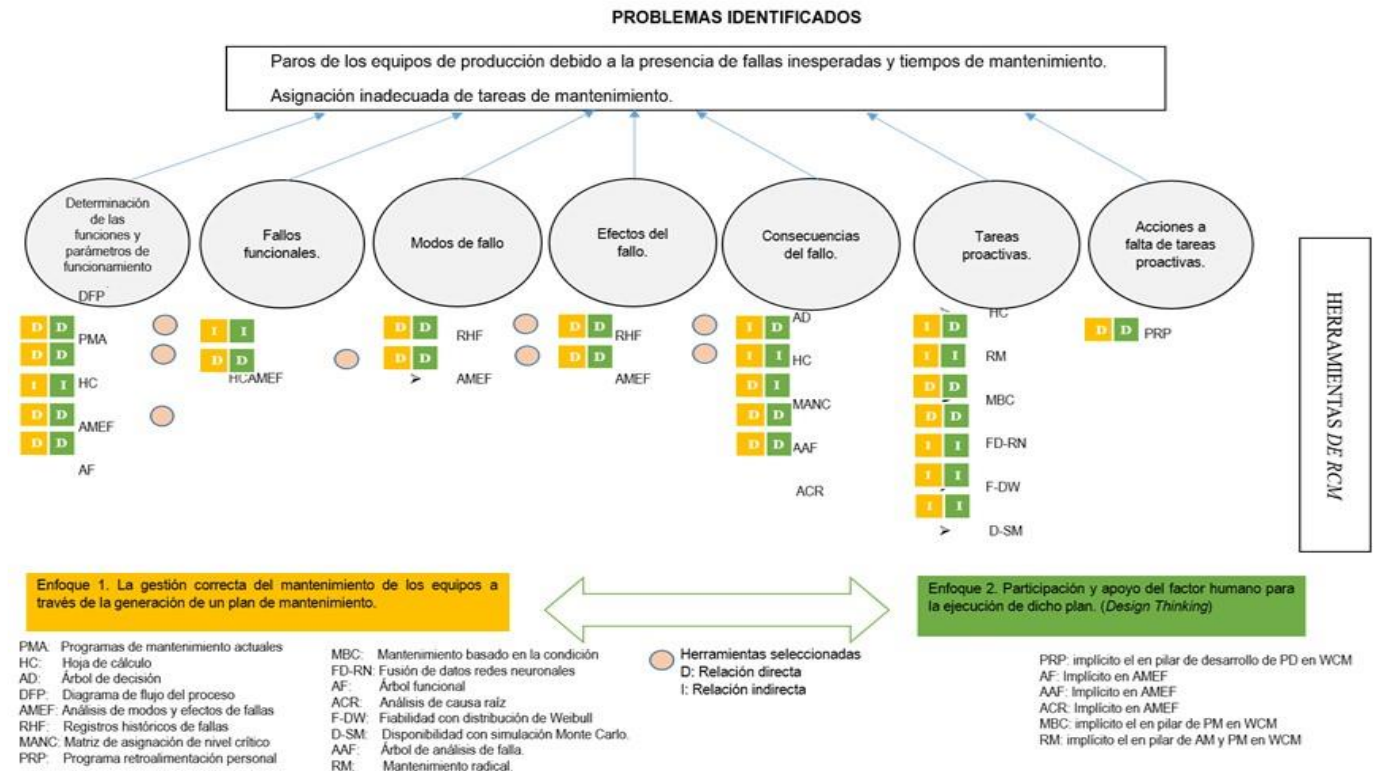 PROBLEMAS IDENTIFICADOS
Paros de los equipos de producción debido a la presencia de fallas inesperadas y tiempos de mantenimiento.
Asignación inadecuada de tareas de mantenimiento.
Determinación
de las
funciones y
parámetros de
funcionamiento
Fallos
funcionales.
Modos de fallo
Efectos del
fallo.
Consecuencias
del fallo.
Tareas
proactivas.
Acciones a
falta de tareas
proactivas.
DFP
D D
PMA
D D
I I HC
D D
AMEF
D D
AF
I I
D D
HCAMEF
D D
RHF
D D
AMEF
D D
RHF
D D
AMEF
AD
I D
I I HC
D I
MANC
D D
D D AAF
ACR
HC
I D
I I RM
D D
MBC
D D
I I FD-RN
I I
F-DW
I I
D-SM
D D PRP
HERRAMIENTAS DE RCM
Enfoque 1. La gestión correcta del mantenimiento de los equipos a
través de la generación de un plan de mantenimiento.
Enfoque 2. Participación y apoyo del factor humano para
la ejecución de dicho plan. (Design Thinking)
PMA: Programas de mantenimiento actuales
HC: Hoja de cálculo
AD: Árbol de decisión
DFP: Diagrama de flujo del proceso
AMEF: Análisis de modos y efectos de fallas
RHF: Registros históricos de fallas
MANC: Matriz de asignación de nivel crítico
PRP: Programa retroalimentación personal
MBC: Mantenimiento basado en la condición
FD-RN: Fusión de datos redes neuronales
AF: Árbol funcional
ACR: Análisis de causa raíz
F-DW: Fiabilidad con distribución de Weibull
D-SM: Disponibilidad con simulación Monte Carlo.
AAF: Árbol de análisis de falla.
RM: Mantenimiento radical.
Herramientas seleccionadas
D: Relación directa
I: Relación indirecta
PRP: implícito el en pilar de desarrollo de PD en WCM
AF: Implícito en AMEF
AAF: Implícito en AMEF
ACR: Implícito en AMEF
MBC: implícito el en pilar de PM en WCM
RM: implícito el en pilar de AM y PM en WCM